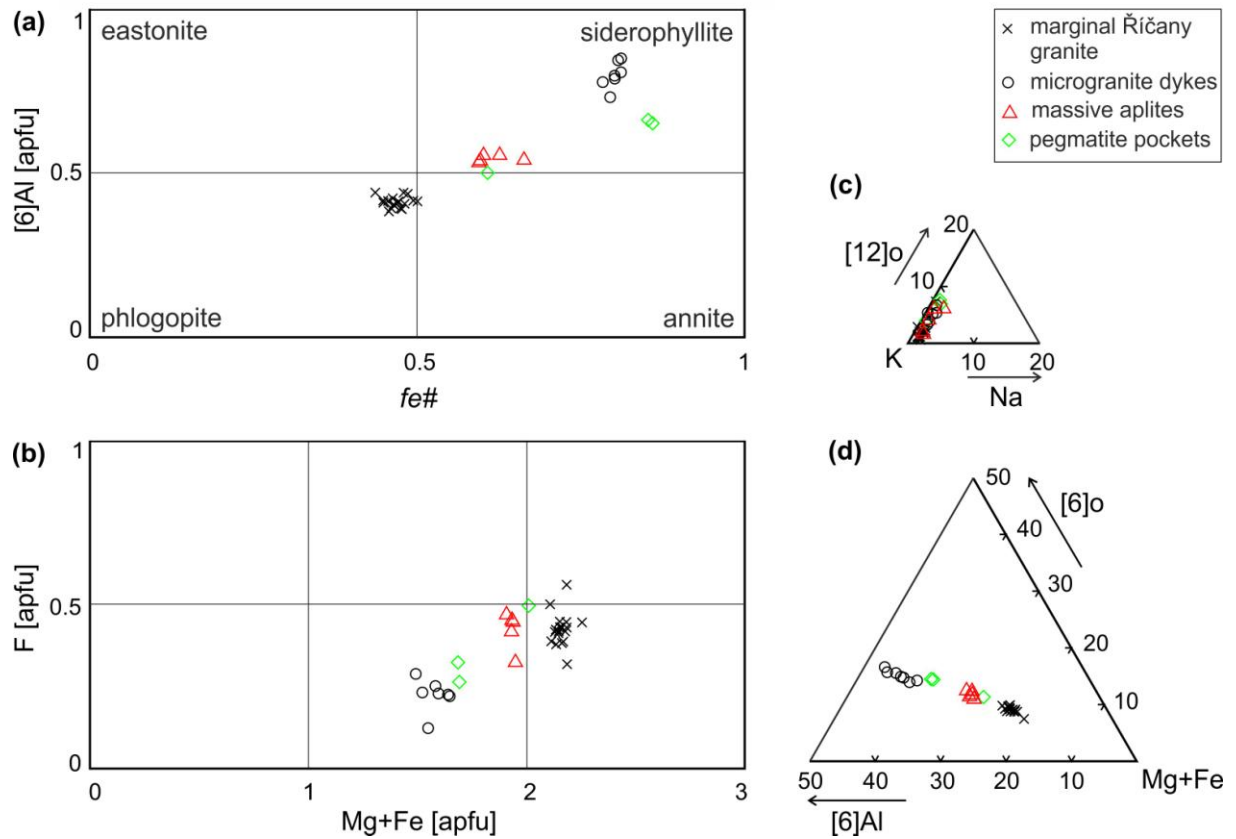 (a)
1
eastonite
siderophyllite
[6]Al [apfu]
0.5
phlogopite
annite
0
0
0.5
1
fe#
× marginal Říčany
granite
microgranite dykes
massive aplites
pegmatite pockets
(c)
20
[12]o
10
K
10
20
Na
(b)
1
F [apfu]
0.5
0
0
1
2
3
Mg+Fe [apfu]
(d)
50
[6]o
40
30
20
10
50
40
30
20
10
Mg+Fe
[6]Al